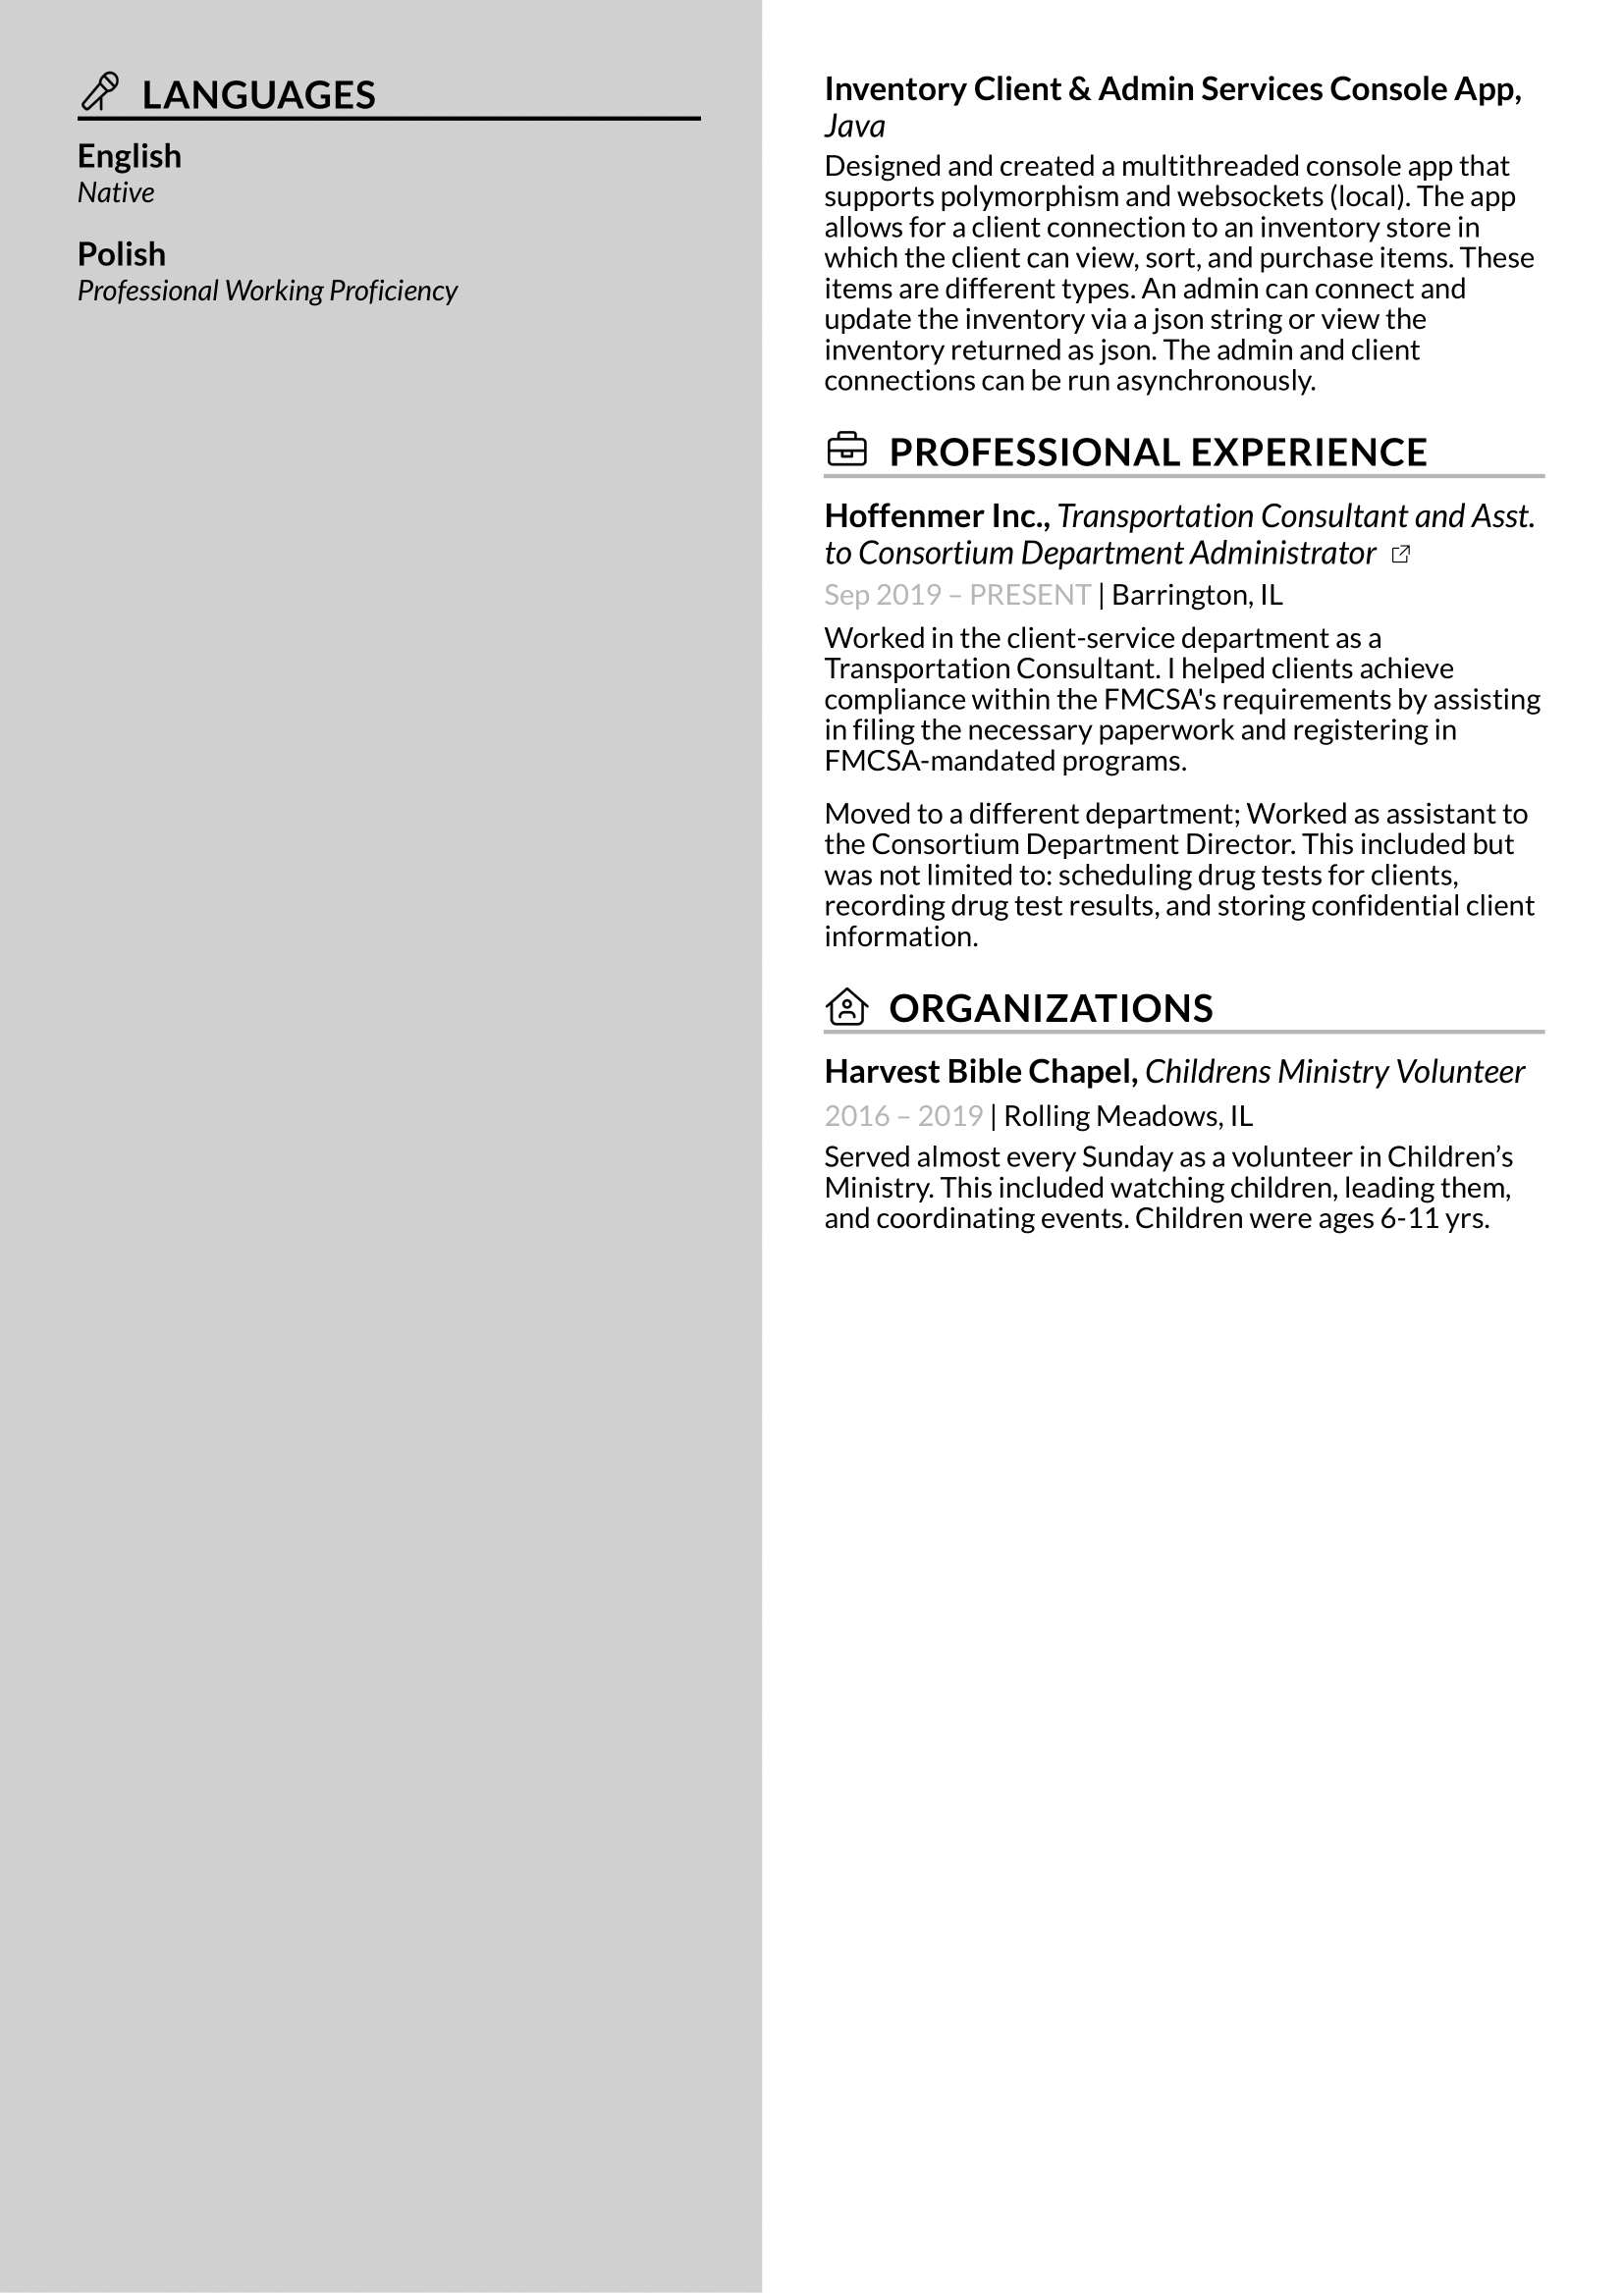 LANGUAGES
English
Native
Polish
Professional Working Proficiency
Inventory Client & Admin Services Console App,
Java
Designed and created a multithreaded console app that
supports polymorphism and websockets (local). The app
allows for a client connection to an inventory store in
which the client can view, sort, and purchase items. These
items are different types. An admin can connect and
update the inventory via a json string or view the
inventory returned as json. The admin and client
connections can be run asynchronously.
PROFESSIONAL EXPERIENCE
Hoffenmer Inc., Transportation Consultant and Asst.
to Consortium Department Administrator
Sep 2019 – PRESENT | Barrington, IL
Worked in the client-service department as a
Transportation Consultant. I helped clients achieve
compliance within the FMCSA's requirements by assisting
in filing the necessary paperwork and registering in
FMCSA-mandated programs.
Moved to a different department; Worked as assistant to
the Consortium Department Director. This included but
was not limited to: scheduling drug tests for clients,
recording drug test results, and storing confidential client
information.
ORGANIZATIONS
Harvest Bible Chapel, Childrens Ministry Volunteer
2016 – 2019 | Rolling Meadows, IL
Served almost every Sunday as a volunteer in Children’s
Ministry. This included watching children, leading them,
and coordinating events. Children were ages 6-11 yrs.